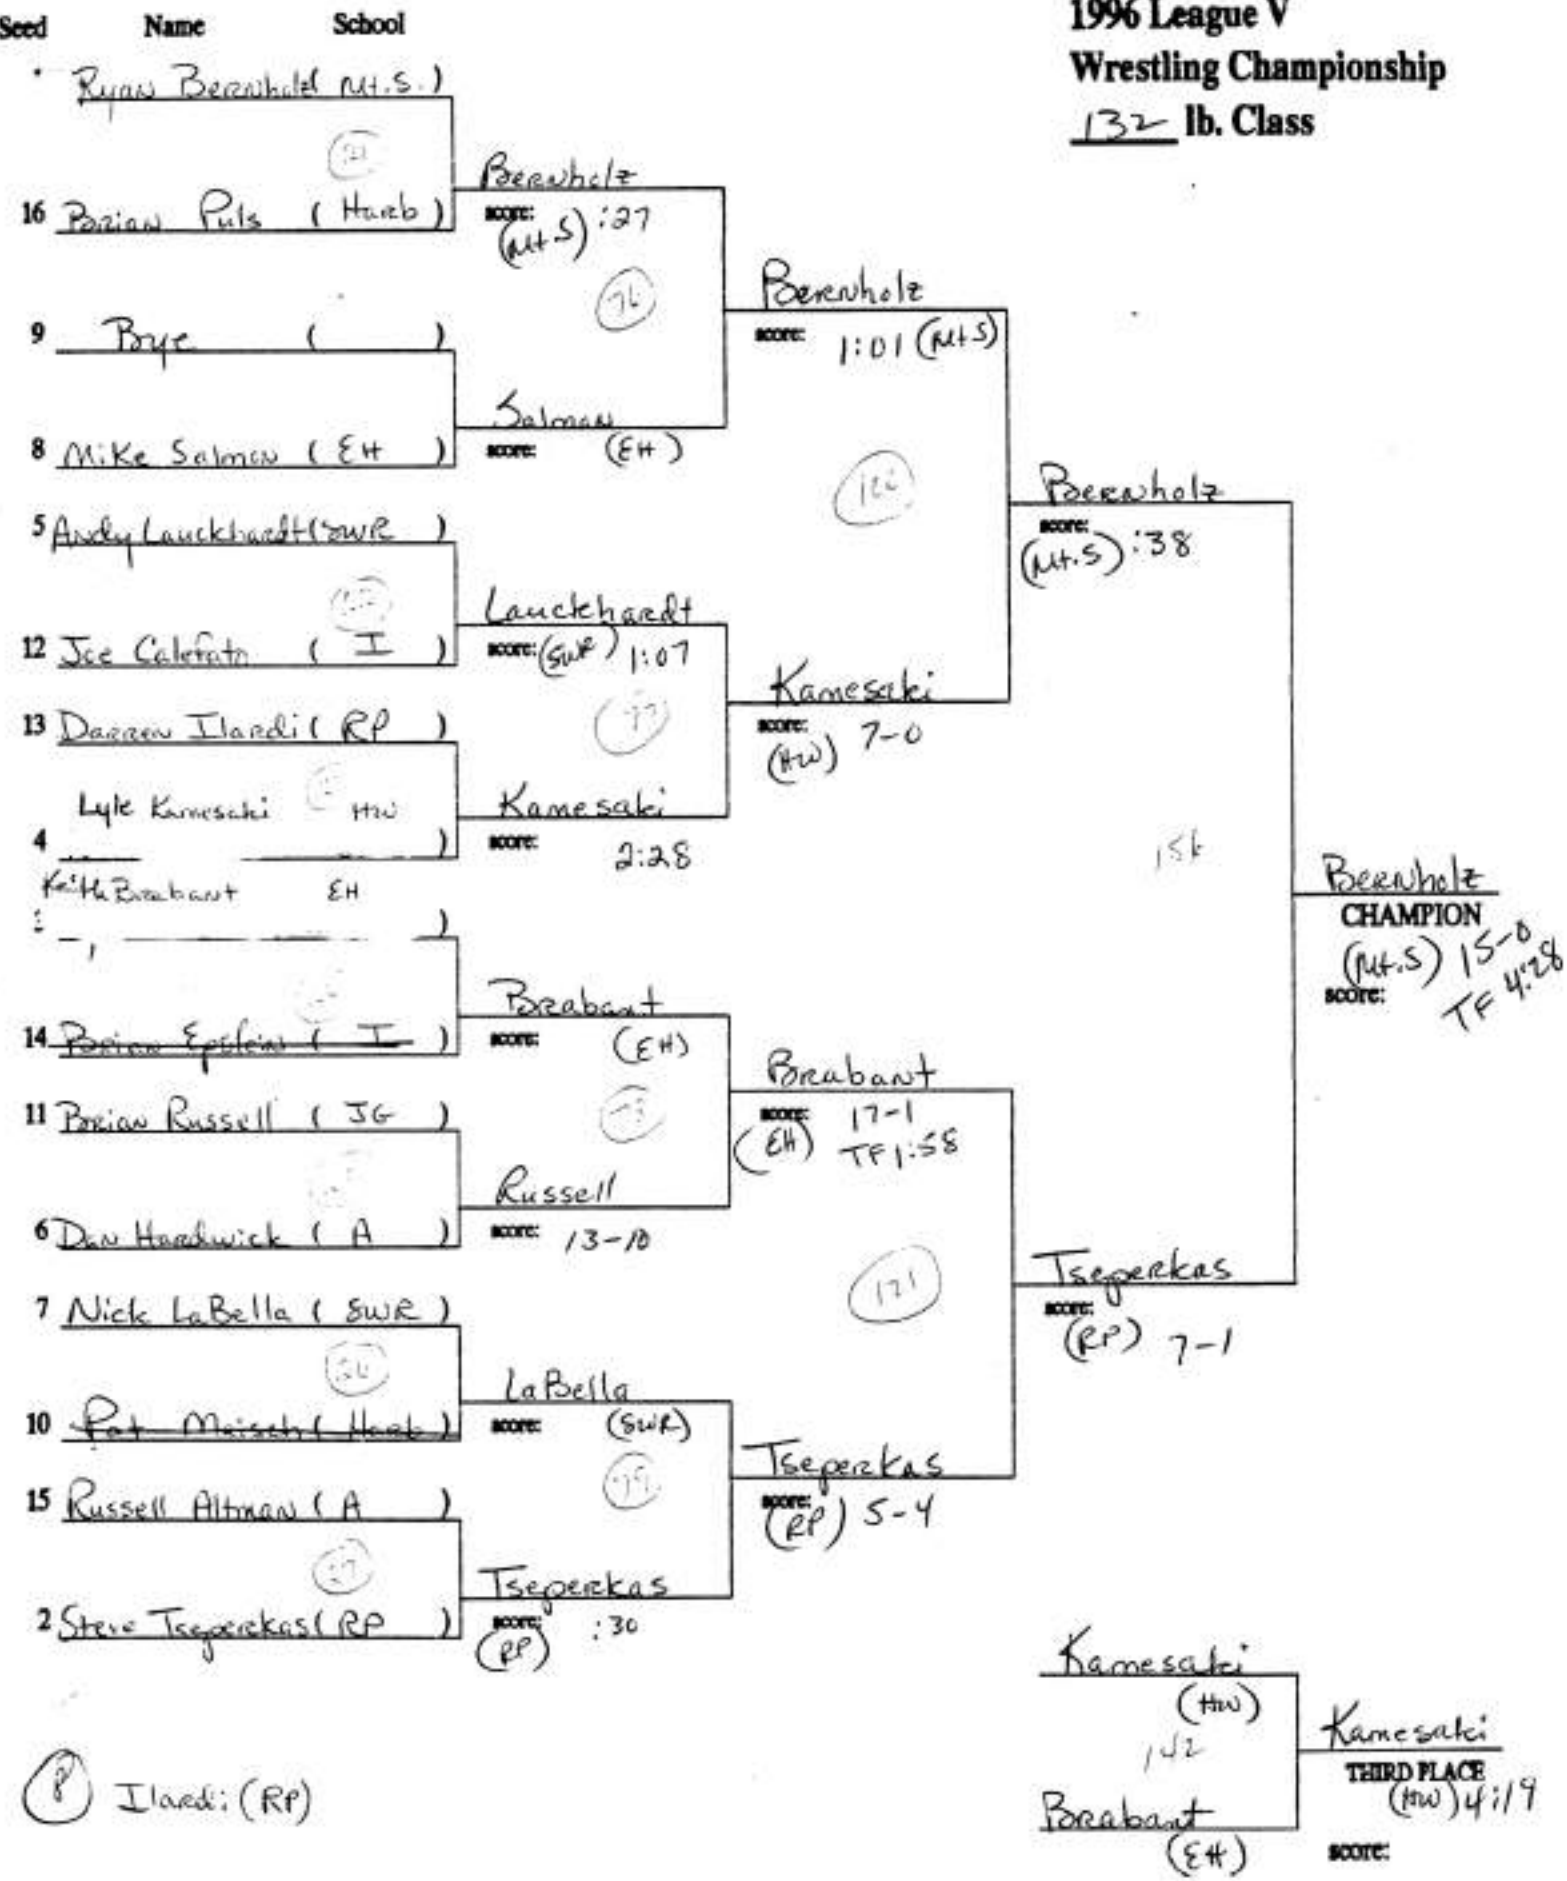 Seed Name School
1996 League V
Wrestling Championship
132 lb. Class
Ryan Bernholz (Mt.S.)
16 Brian Puls (Harb)
Bernholz
score: :27
(Mt.S)
76
9 Bye ( )
8 Mike Salman (EH)
Salman
score: (EH)
Bernholz
score: 1:01 (Mt.S)
5 Andy Lauckhardt (SWR)
12 Joe Calefato (I)
Lauckhardt
score: (SWR) 1:07
13 Darren Ilardi (RP)
Lyle Kamesaki HW
4 )
Kamesaki
score: 2:28
Kamesaki
score: 7-0
(HW)
Bernholz
score: :38
(Mt.S)
Keith Brabant EH
)
14 Brian Epstein (I)
Brabant
score: (EH)
11 Brian Russell (JG)
6 Dan Hardwick (A)
Russell
score: 13-10
Brabant
score: 17-1
(EH) TF 1:58
121
7 Nick LaBella (SWR)
10 Pat Maisch (Harb)
LaBella
score: (SWR)
15 Russell Altman (A)
2 Steve Tseperkas (RP)
Tseperkas
score: :30
(RP)
Tseperkas
score: 5-4
(RP)
Tseperkas
score:
(RP) 7-1
Bernholz
CHAMPION
(Mt.S) 15-0
score: TF 4:28
Kamesaki
(HW)
142
Brabant
(EH)
Kamesaki
THIRD PLACE
(HW) 4:19
score:
8 Ilardi (RP)